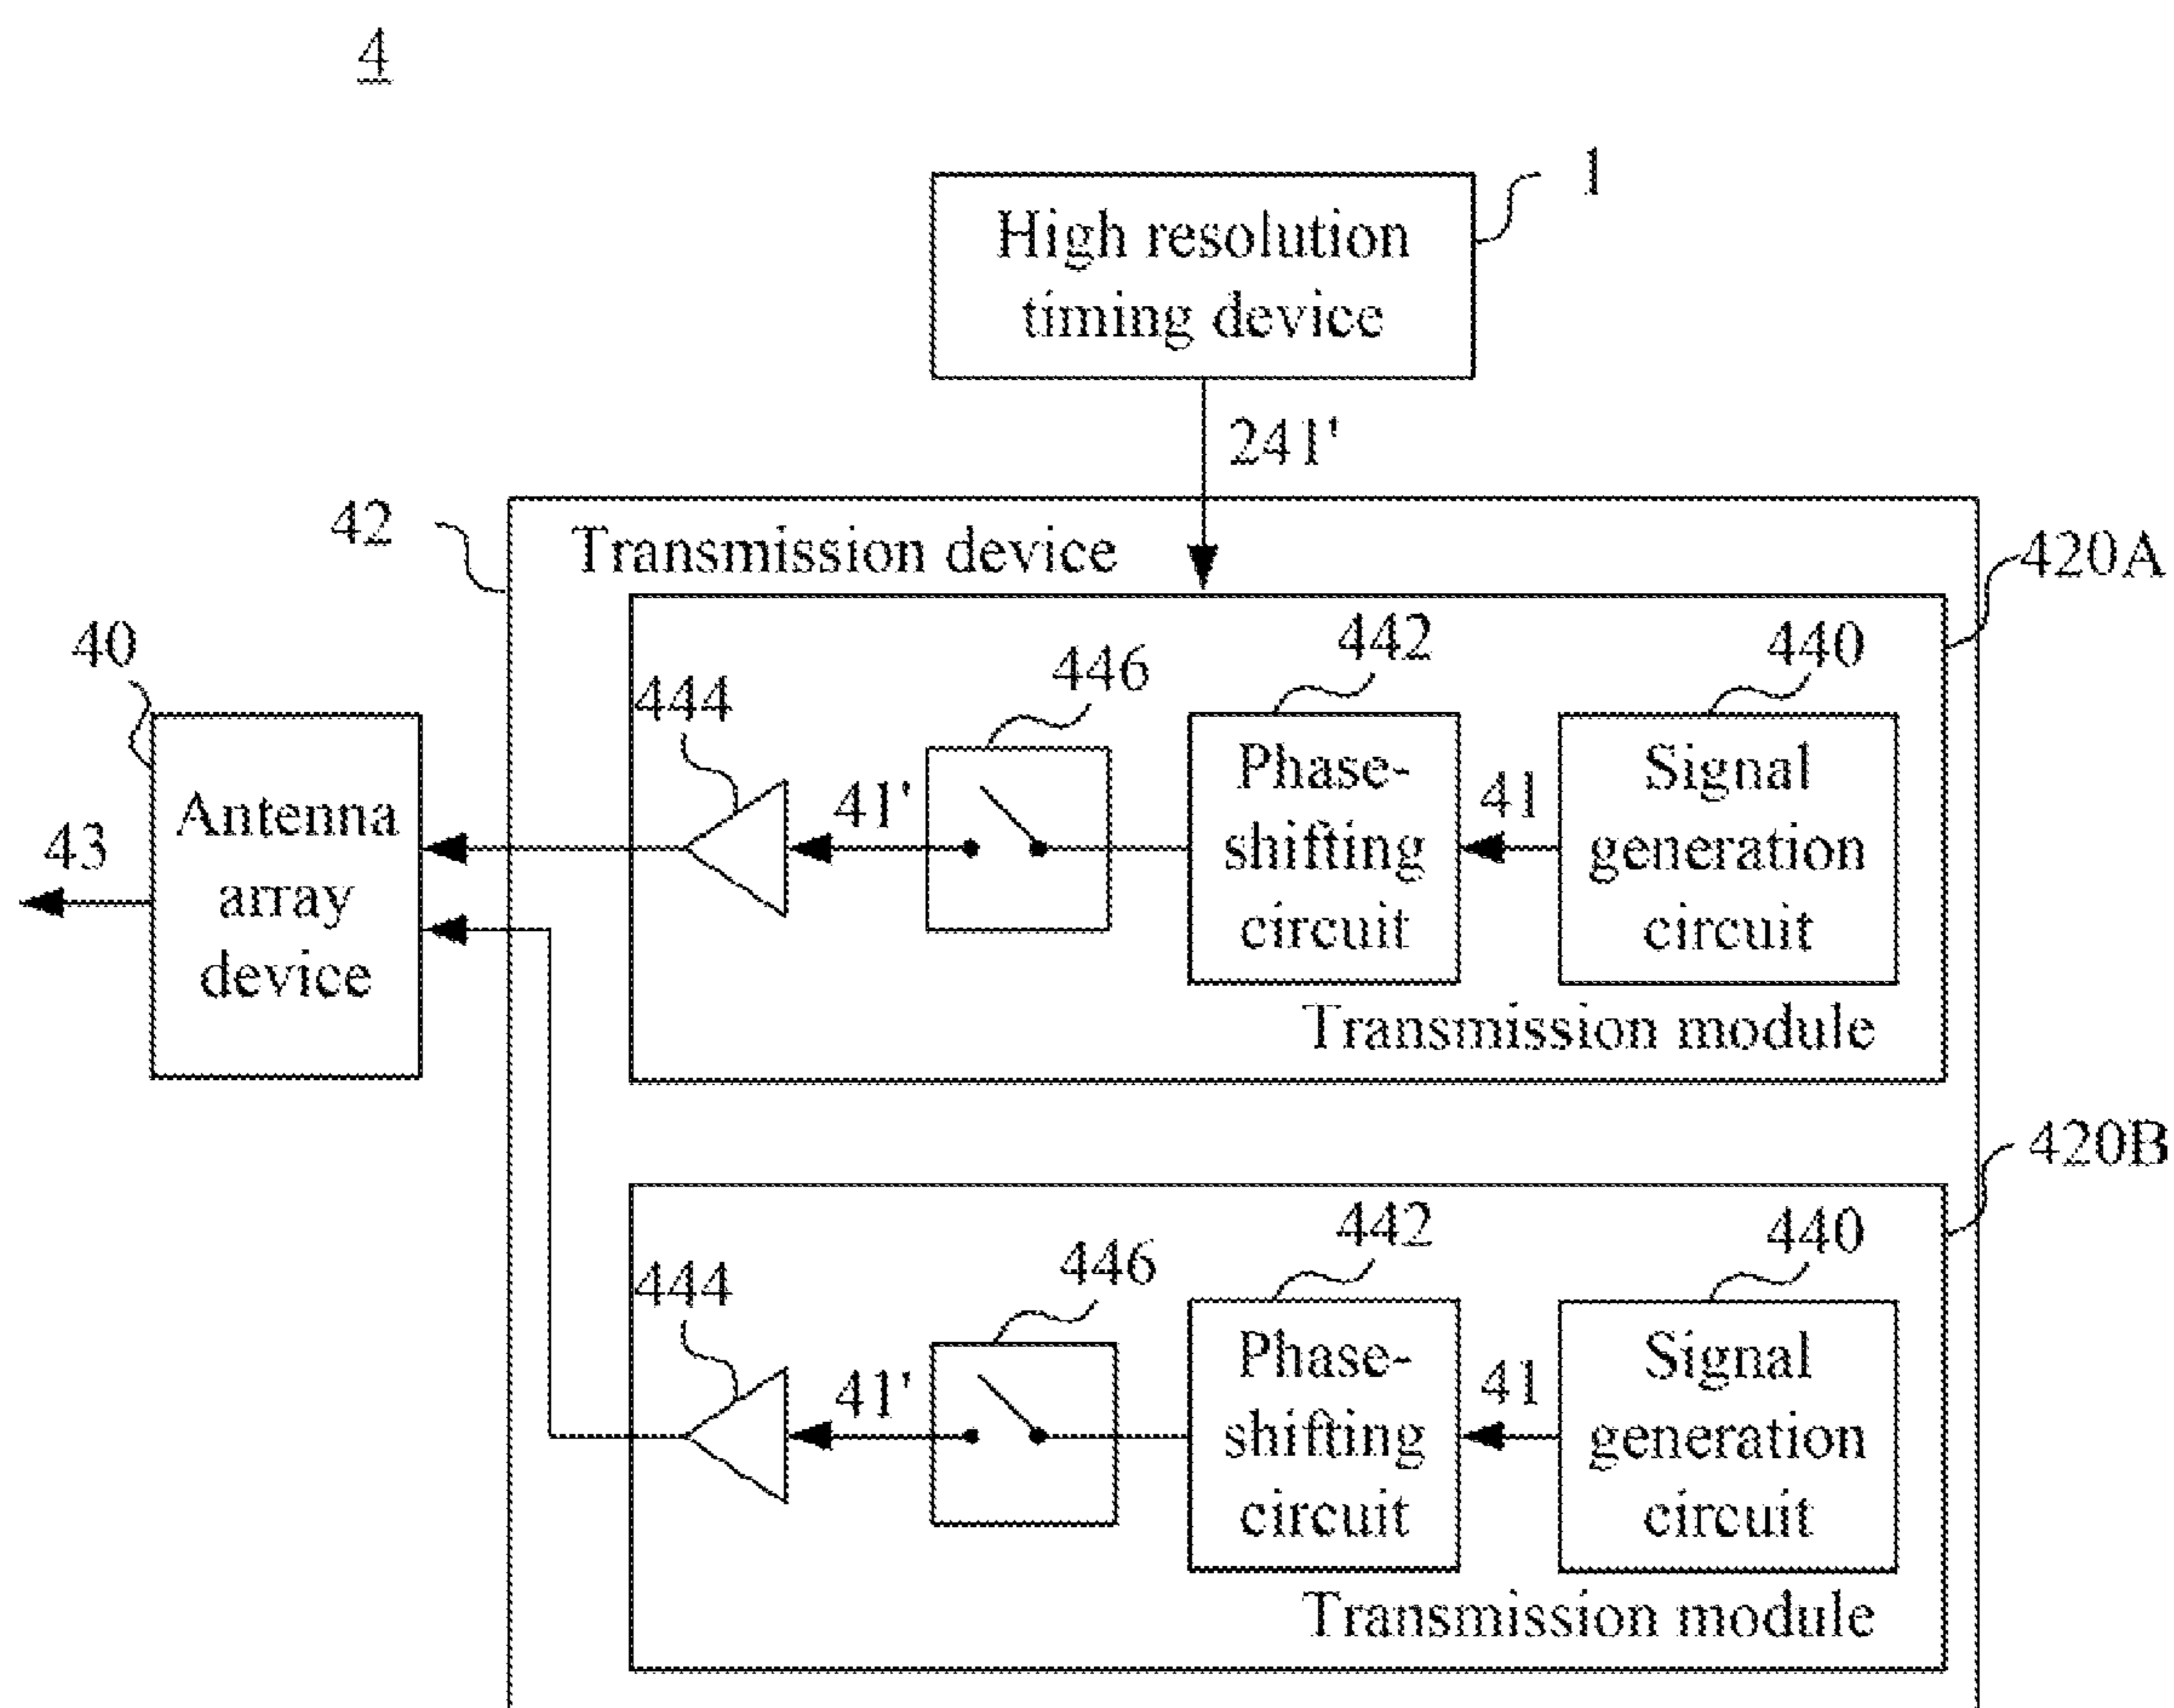 4
1
High resolution
timing device
241'
42
Transmission device
420A
40
444
446
442
440
Antenna
array
device
43
41'
Phase-
shifting
circuit
41
Signal
generation
circuit
Transmission module
420B
444
446
442
440
41'
Phase-
shifting
circuit
41
Signal
generation
circuit
Transmission module